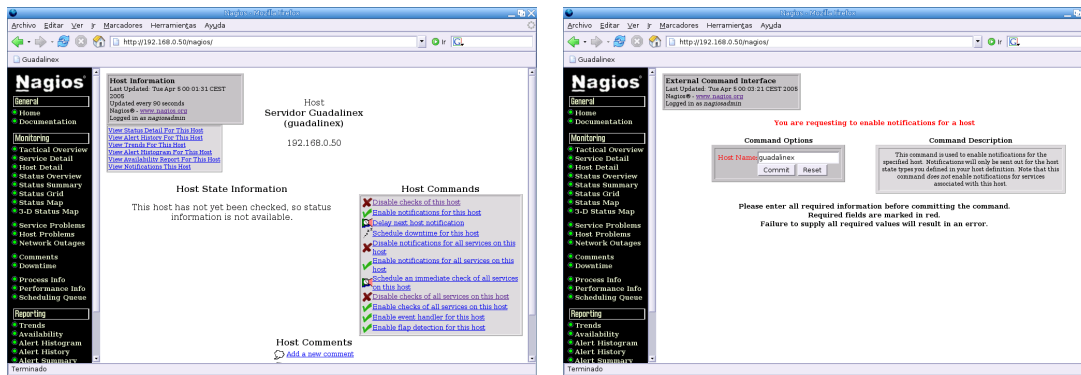 Nagios - Mozilla Firefox
Archivo Editar Ver Ir Marcadores Herramientas Ayuda
http://192.168.0.50/nagios/
Ir
Guadalinex
Nagios®
General
Home
Documentation
Monitoring
Tactical Overview
Service Detail
Host Detail
Status Overview
Status Summary
Status Grid
Status Map
3-D Status Map
Service Problems
Host Problems
Network Outages
Comments
Downtime
Process Info
Performance Info
Scheduling Queue
Reporting
Trends
Availability
Alert Histogram
Alert History
Alert Summary
Host Information
Last Updated: Tue Apr 5 00:01:31 CEST
2005
Updated every 90 seconds
Nagios® - www.nagios.org
Logged in as nagiosadmin
View Status Detail For This Host
View Alert History For This Host
View Trends For This Host
View Alert Histogram For This Host
View Availability Report For This Host
View Notifications This Host
Host
Servidor Guadalinex
(guadalinex)
192.168.0.50
Host State Information
This host has not yet been checked, so status
information is not available.
Host Commands
Disable checks of this host
Enable notifications for this host
Delay next host notification
Schedule downtime for this host
Disable notifications for all services on this
host
Enable notifications for all services on this
host
Schedule an immediate check of all services
on this host
Disable checks of all services on this host
Enable checks of all services on this host
Enable event handler for this host
Enable flap detection for this host
Host Comments
Add a new comment
Terminado
Nagios - Mozilla Firefox
Archivo Editar Ver Ir Marcadores Herramientas Ayuda
http://192.168.0.50/nagios/
Ir
Guadalinex
Nagios®
General
Home
Documentation
Monitoring
Tactical Overview
Service Detail
Host Detail
Status Overview
Status Summary
Status Grid
Status Map
3-D Status Map
Service Problems
Host Problems
Network Outages
Comments
Downtime
Process Info
Performance Info
Scheduling Queue
Reporting
Trends
Availability
Alert Histogram
Alert History
Alert Summary
External Command Interface
Last Updated: Tue Apr 5 00:03:21 CEST 2005
Nagios® - www.nagios.org
Logged in as nagiosadmin
You are requesting to enable notifications for a host
Command Options
Host Name: guadalinex
Commit Reset
Command Description
This command is used to enable notifications for the
specified host. Notifications will only be sent out for the host
state types you defined in your host definition. Note that this
command does not enable notifications for services
associated with this host.
Please enter all required information before committing the command.
Required fields are marked in red.
Failure to supply all required values will result in an error.
Terminado